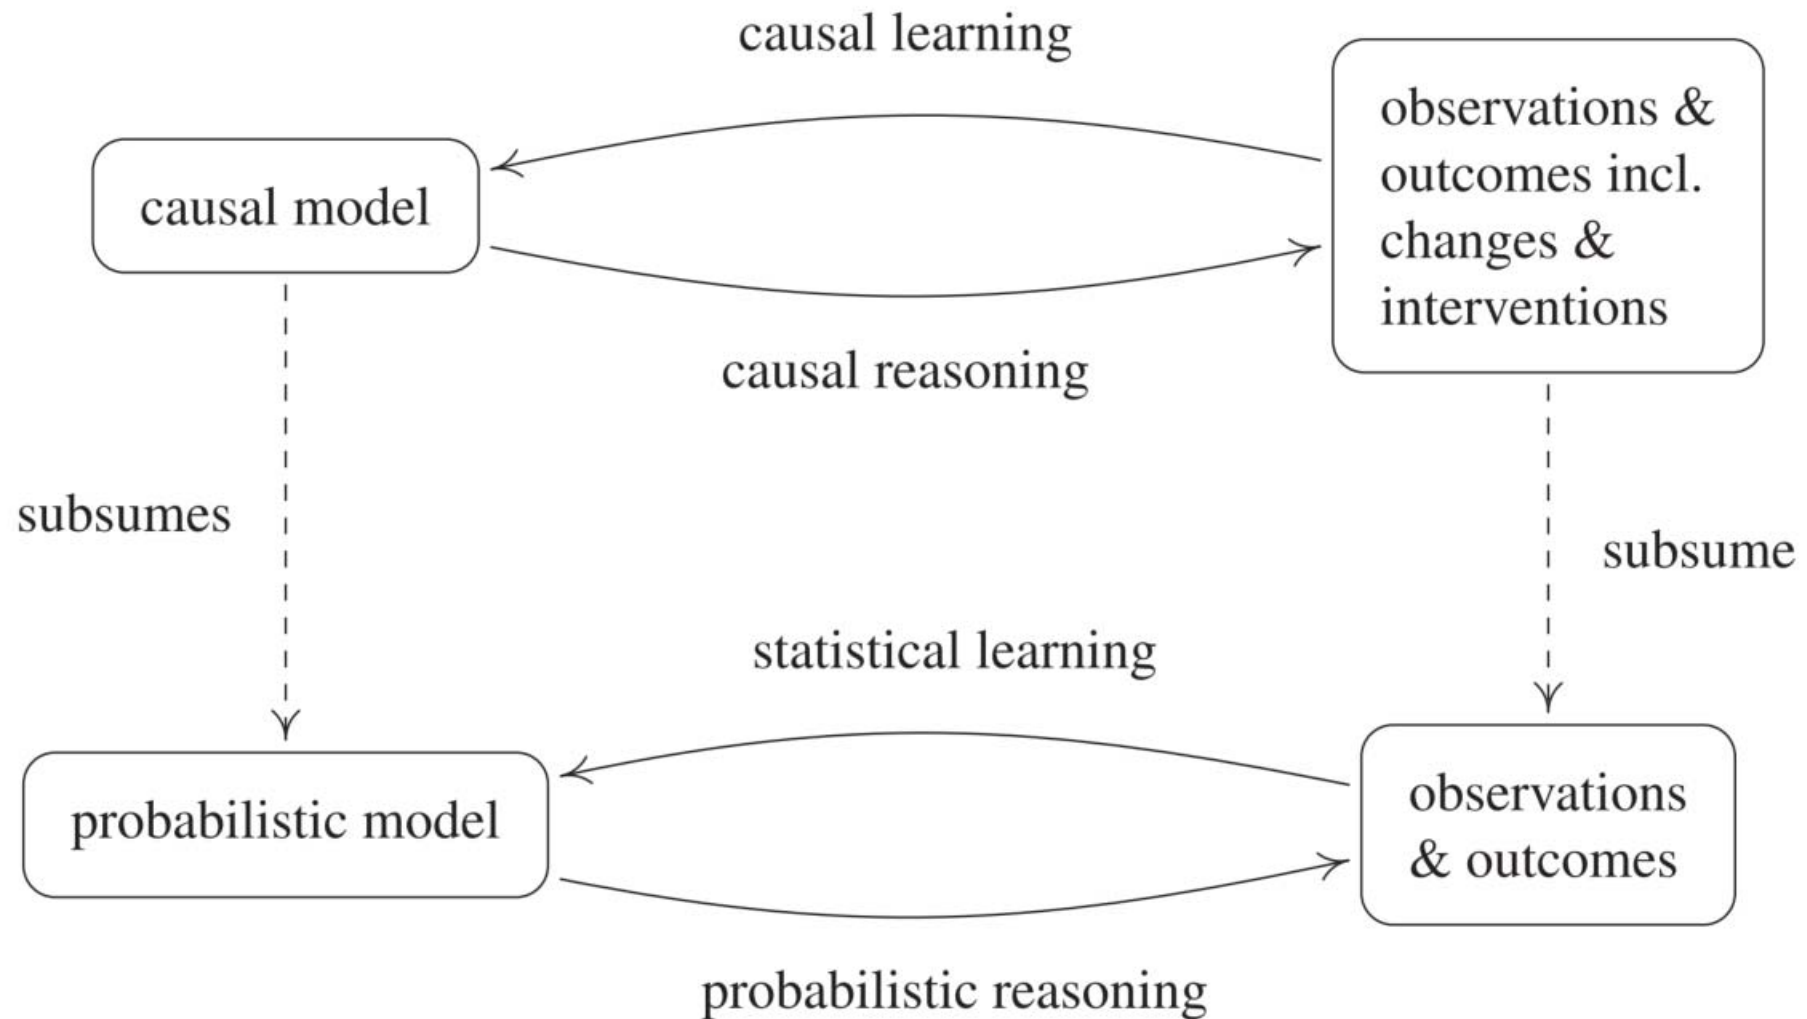 causal learning
causal model
observations &
outcomes incl.
changes &
interventions
causal reasoning
subsumes
subsume
statistical learning
probabilistic model
observations
& outcomes
probabilistic reasoning